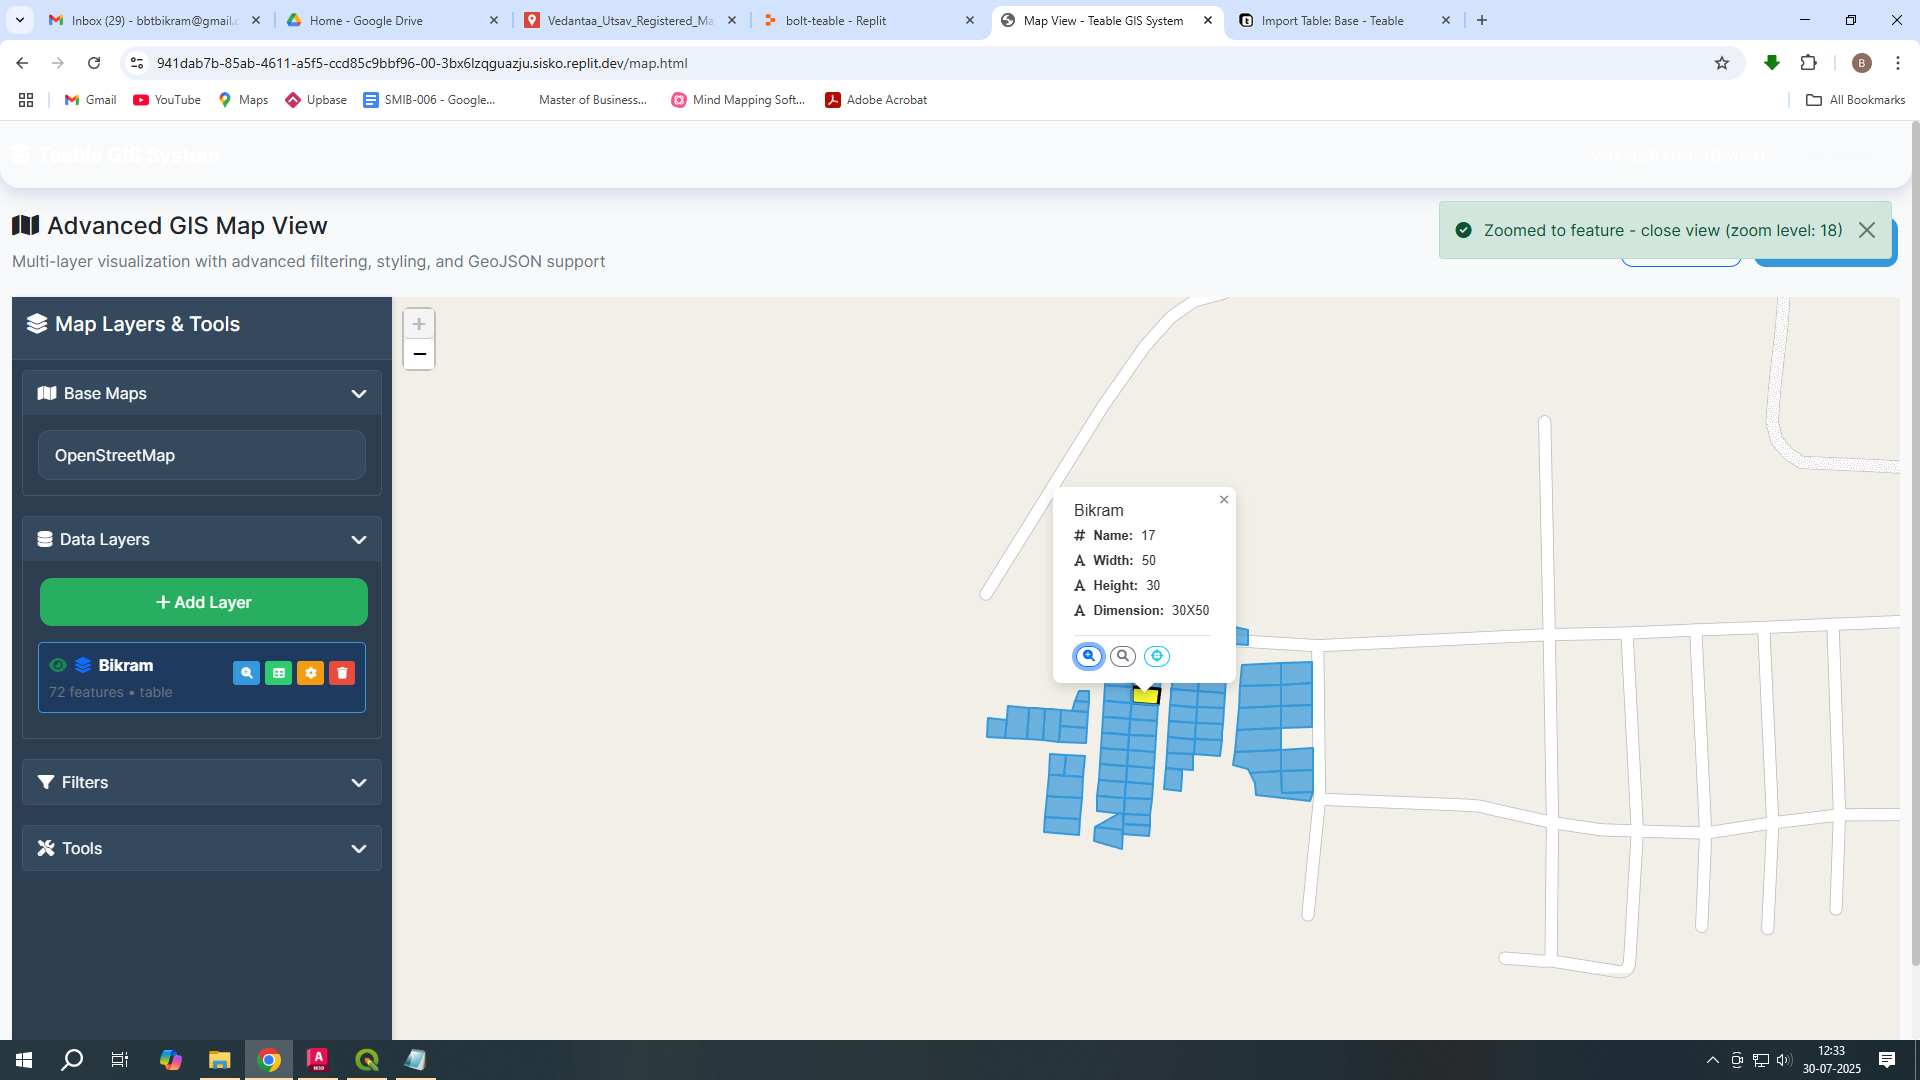 Inbox (29) - bbtbikram@gmail.c
Home - Google Drive
Vedantaa_Utsav_Registered_Ma
bolt-teable - Replit
Map View - Teable GIS System
Import Table: Base - Teable
941dab7b-85ab-4611-a5f5-ccd85c9bbf96-00-3bx6lzqguazju.sisko.replit.dev/map.html
B
Gmail
YouTube
Maps
Upbase
SMIB-006 - Google...
Master of Business...
Mind Mapping Soft...
Adobe Acrobat
All Bookmarks
Teable GIS System
Advanced GIS Map View
Multi-layer visualization with advanced filtering, styling, and GeoJSON support
Zoomed to feature - close view (zoom level: 18)
Map Layers & Tools
Base Maps
OpenStreetMap
Data Layers
+ Add Layer
Bikram
72 features • table
Filters
Tools
+
−
Bikram
# Name: 17
A Width: 50
A Height: 30
A Dimension: 30X50
12:33
30-07-2025